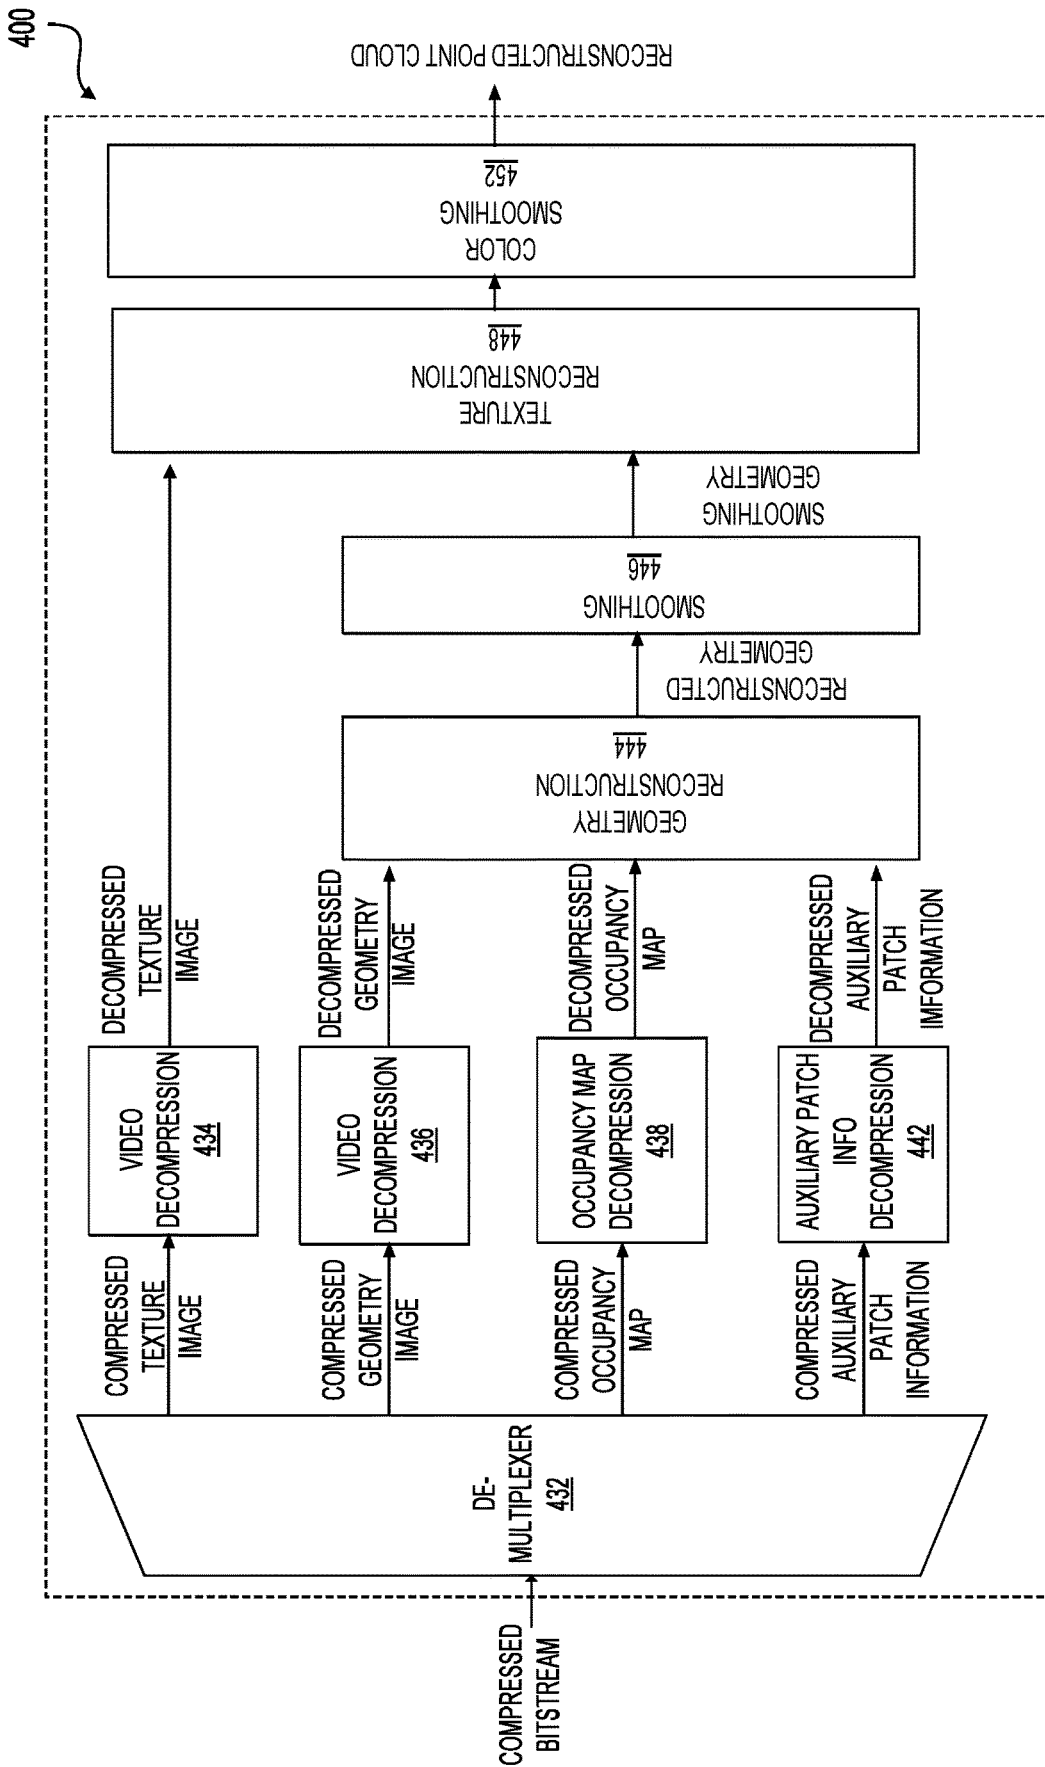 400
COMPRESSED
BITSTREAM
DE-
MULTIPLEXER
432
COMPRESSED
TEXTURE
IMAGE
VIDEO
DECOMPRESSION
434
DECOMPRESSED
TEXTURE
IMAGE
COMPRESSED
GEOMETRY
IMAGE
VIDEO
DECOMPRESSION
436
DECOMPRESSED
GEOMETRY
IMAGE
COMPRESSED
OCCUPANCY
MAP
OCCUPANCY MAP
DECOMPRESSION
438
DECOMPRESSED
OCCUPANCY
MAP
COMPRESSED
AUXILIARY
PATCH
INFORMATION
AUXILIARY PATCH
INFO
DECOMPRESSION
442
DECOMPRESSED
AUXILIARY
PATCH
IMFORMATION
GEOMETRY
RECONSTRUCTION
444
RECONSTRUCTED
GEOMETRY
SMOOTHING
446
SMOOTHING
GEOMETRY
TEXTURE
RECONSTRUCTION
448
COLOR
SMOOTHING
452
RECONSTRUCTED POINT CLOUD